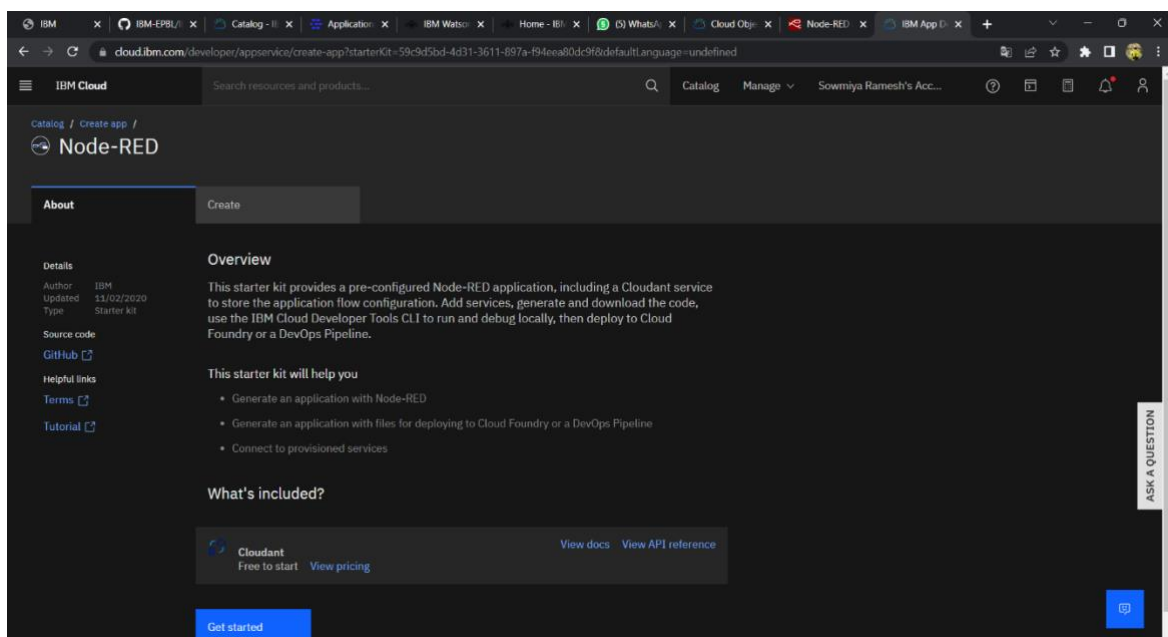 IBM
IBM-EPBL/
Catalog - IB
Application
IBM Watso
Home - IBM
(5) WhatsA
Cloud Obje
Node-RED
IBM App D
cloud.ibm.com/developer/appservice/create-app?starterKit=59c9d5bd-4d31-3611-897a-f94eea80dc9f&defaultLanguage=undefined
IBM Cloud
Search resources and products...
Catalog
Manage
Sowmiya Ramesh's Acc...
Catalog / Create app /
Node-RED
About
Create
Details
Author IBM
Updated 11/02/2020
Type Starter kit
Source code
GitHub
Helpful links
Terms
Tutorial
Overview
This starter kit provides a pre-configured Node-RED application, including a Cloudant service
to store the application flow configuration. Add services, generate and download the code,
use the IBM Cloud Developer Tools CLI to run and debug locally, then deploy to Cloud
Foundry or a DevOps Pipeline.
This starter kit will help you
• Generate an application with Node-RED
• Generate an application with files for deploying to Cloud Foundry or a DevOps Pipeline
• Connect to provisioned services
What's included?
Cloudant
Free to start View pricing
View docs View API reference
Get started
ASK A QUESTION